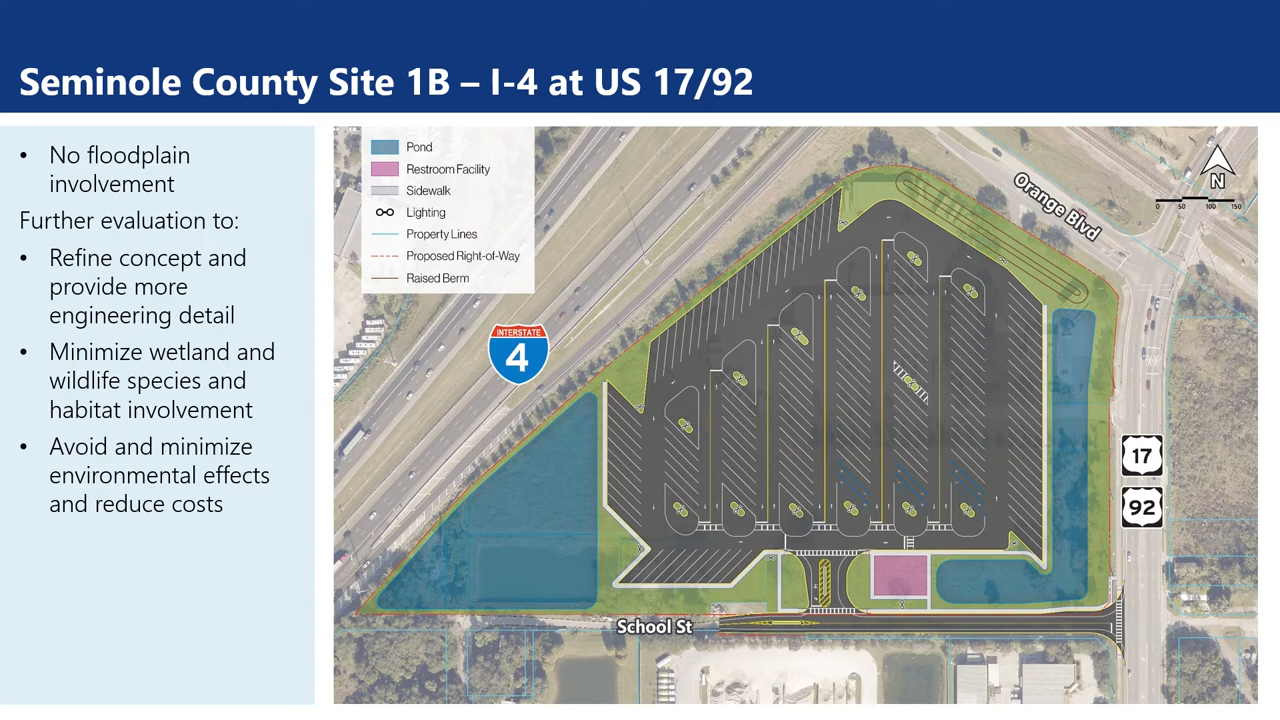 Seminole County Site 1B – I-4 at US 17/92
• No floodplain
involvement
Further evaluation to:
• Refine concept and
provide more
engineering detail
• Minimize wetland and
wildlife species and
habitat involvement
• Avoid and minimize
environmental effects
and reduce costs
Pond
Restroom Facility
Sidewalk
Lighting
Property Lines
Proposed Right-of-Way
Raised Berm
Orange Blvd
N
0 50 100 150
INTERSTATE
4
17
92
School St